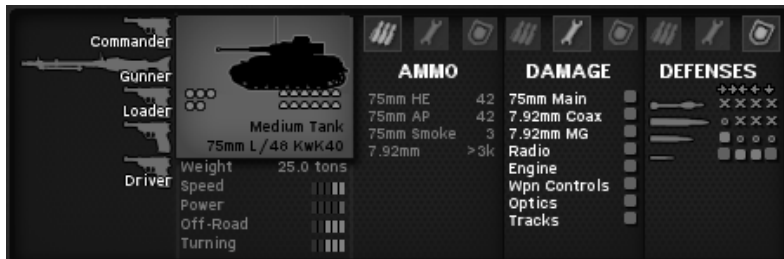 Commander
Gunner
Loader
Driver
Medium Tank
75mm L/48 KwK40
Weight 25.0 tons
Speed
Power
Off-Road
Turning
AMMO
75mm HE 42
75mm AP 42
75mm Smoke 3
7.92mm >3k
DAMAGE
75mm Main
7.92mm Coax
7.92mm MG
Radio
Engine
Wpn Controls
Optics
Tracks
DEFENSES